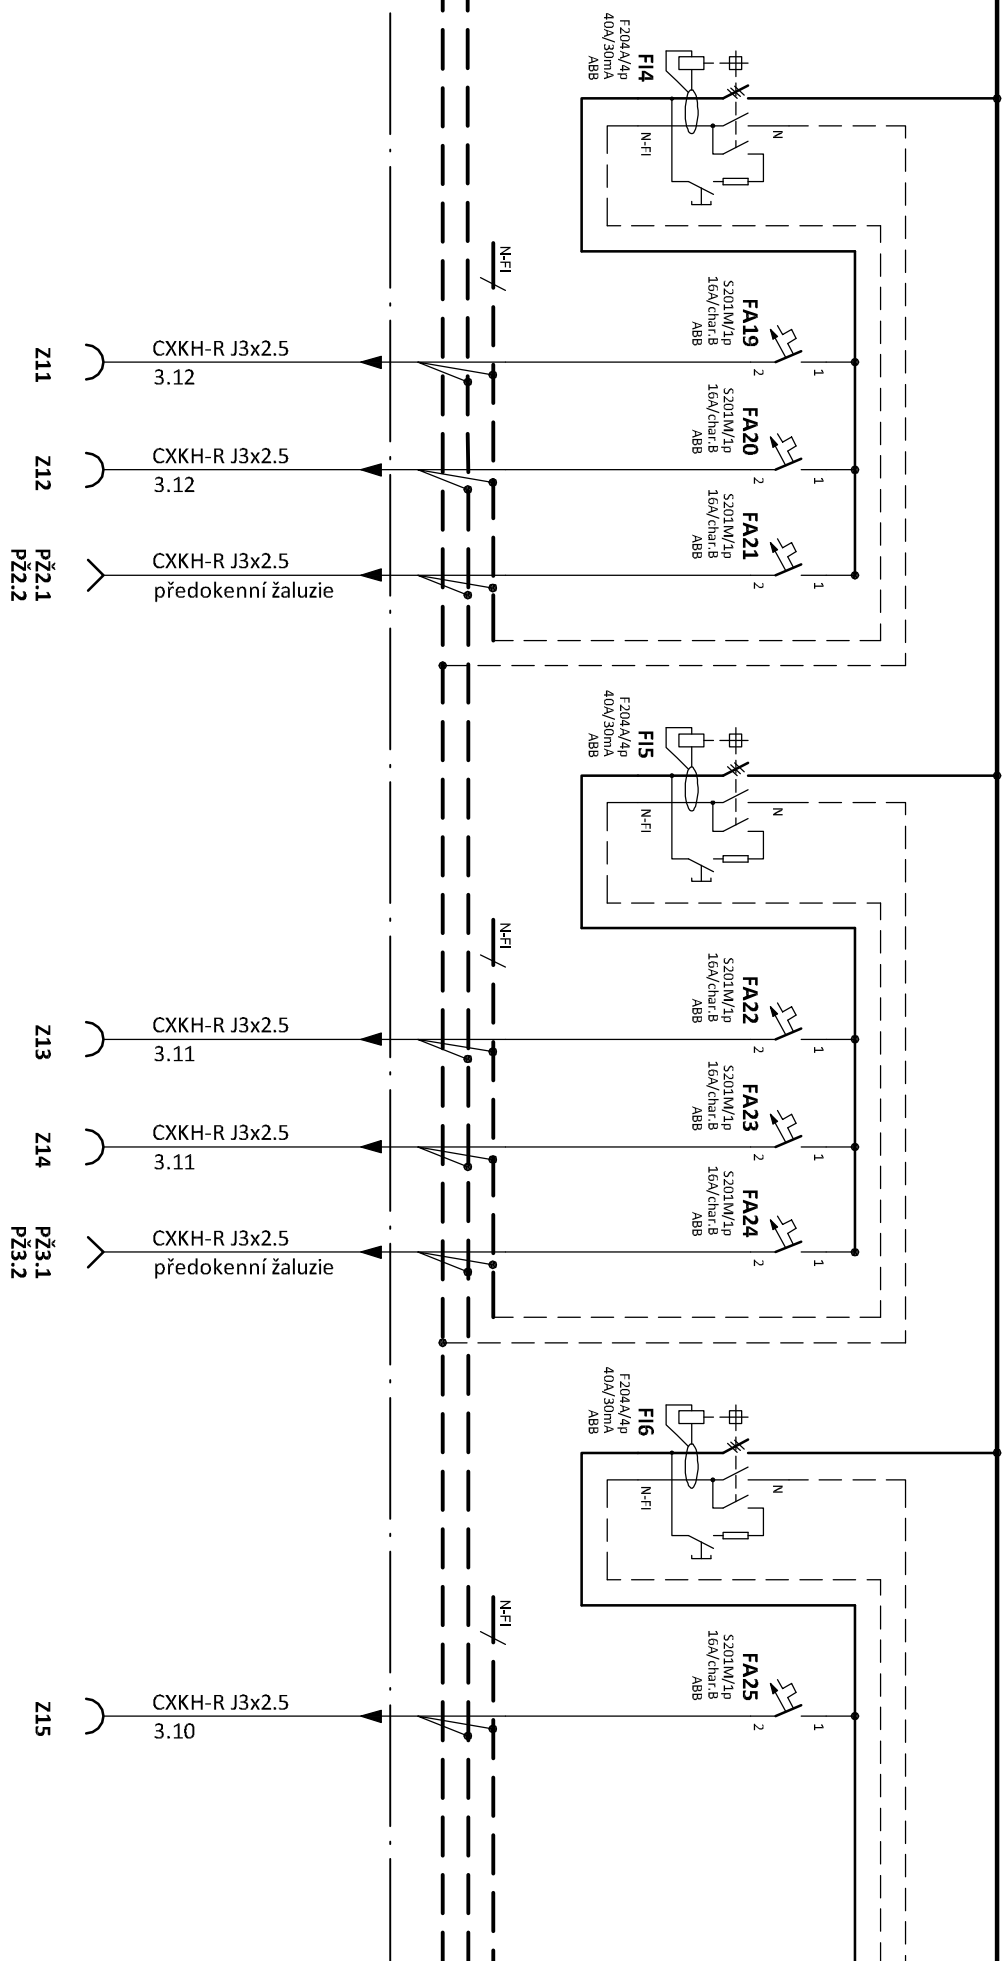 FI4
F204A/4p
40A/30mA
ABB
N
N-FI
N-FI
FA19
S201M/1p
16A/char.B
ABB
1
2
CXKH-R J3x2.5
3.12
Z11
FA20
S201M/1p
16A/char.B
ABB
1
2
CXKH-R J3x2.5
3.12
Z12
FA21
S201M/1p
16A/char.B
ABB
1
2
CXKH-R J3x2.5
předokenní žaluzie
PŽ2.1
PŽ2.2
FI5
F204A/4p
40A/30mA
ABB
N
N-FI
N-FI
FA22
S201M/1p
16A/char.B
ABB
1
2
CXKH-R J3x2.5
3.11
Z13
FA23
S201M/1p
16A/char.B
ABB
1
2
CXKH-R J3x2.5
3.11
Z14
FA24
S201M/1p
16A/char.B
ABB
1
2
CXKH-R J3x2.5
předokenní žaluzie
PŽ3.1
PŽ3.2
FI6
F204A/4p
40A/30mA
ABB
N
N-FI
N-FI
FA25
S201M/1p
16A/char.B
ABB
1
2
CXKH-R J3x2.5
3.10
Z15